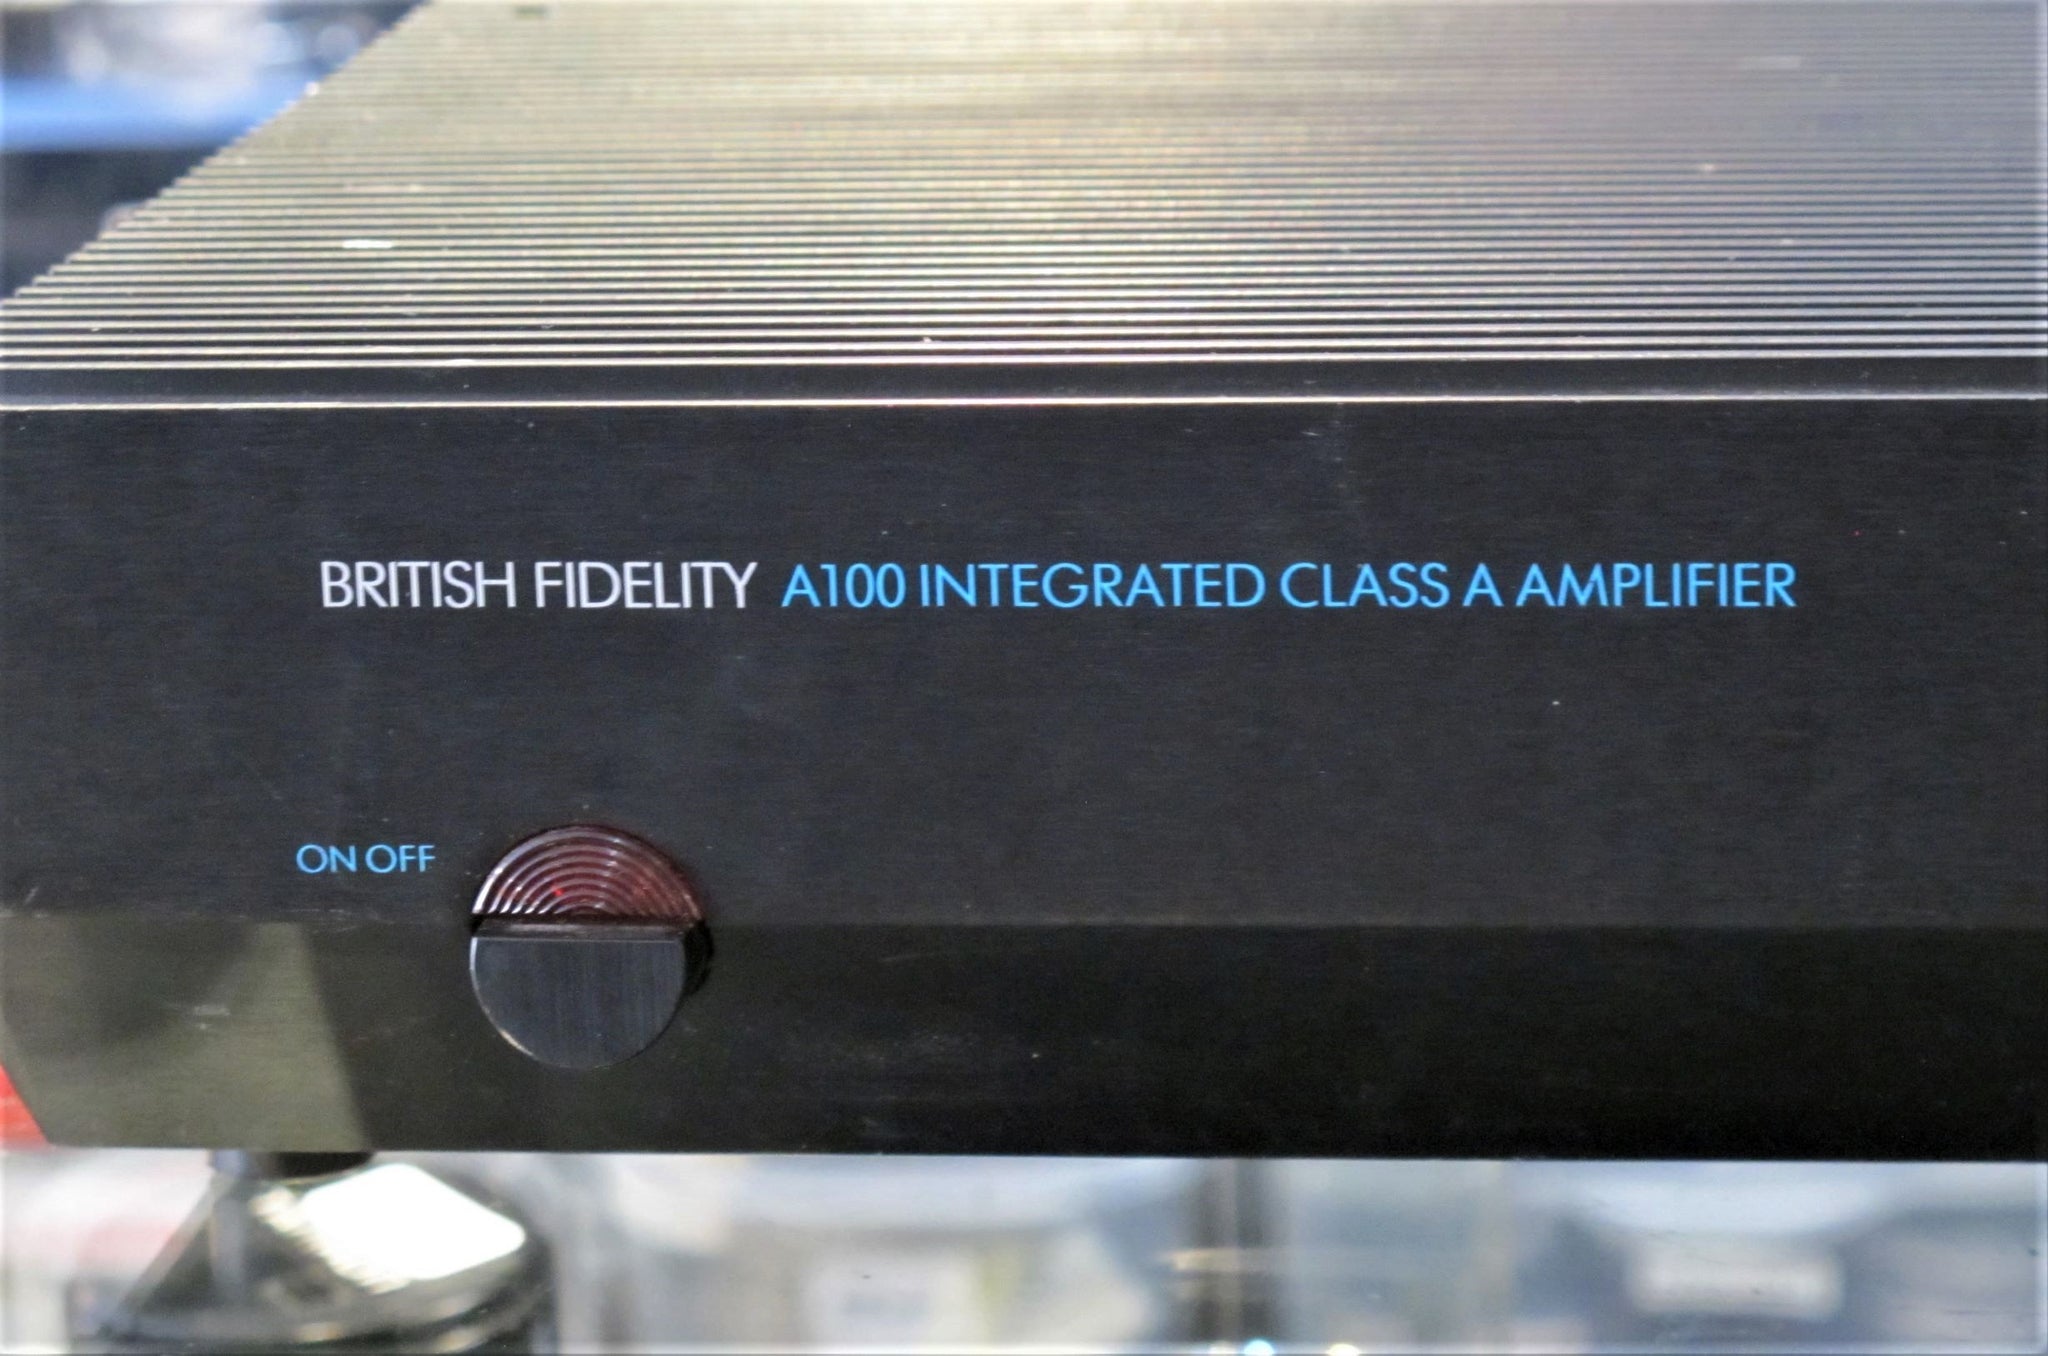 BRITISH FIDELITY A100 INTEGRATED CLASS A AMPLIFIER
ON OFF